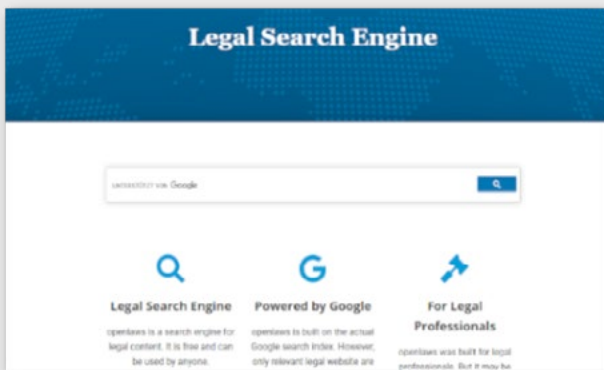 Legal Search Engine
UNTERSTÜTZT VON Google
Legal Search Engine
openlaws is a search engine for
legal content. It is free and can
be used by anyone.
Powered by Google
openlaws is built on the actual
Google search index. However,
only relevant legal website are
For Legal
Professionals
openlaws was built for legal
professionals. But it may be